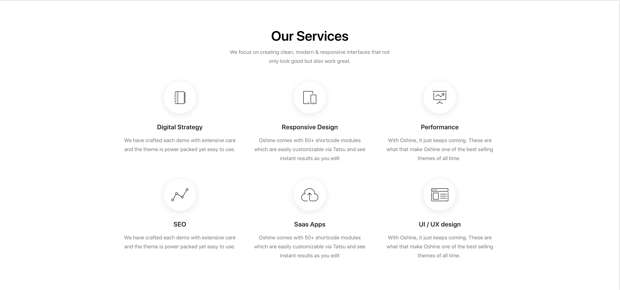 Our Services
We focus on creating clean, modern & responsive interfaces that not
only look good but also work great.
Digital Strategy
We have crafted each demo with extensive care
and the theme is power packed yet easy to use.
Responsive Design
Oshine comes with 50+ shortcode modules
which are easily customizable via Tatsu and see
instant results as you edit
Performance
With Oshine, it just keeps coming. These are
what that make Oshine one of the best selling
themes of all time.
SEO
We have crafted each demo with extensive care
and the theme is power packed yet easy to use.
Saas Apps
Oshine comes with 50+ shortcode modules
which are easily customizable via Tatsu and see
instant results as you edit
UI / UX design
With Oshine, it just keeps coming. These are
what that make Oshine one of the best selling
themes of all time.